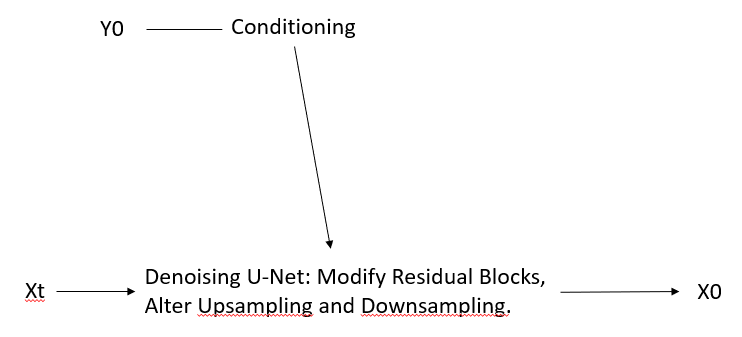 Y0 Conditioning
Denoising U-Net: Modify Residual Blocks,
Xt
Alter Upsampling and Downsampling.
X0